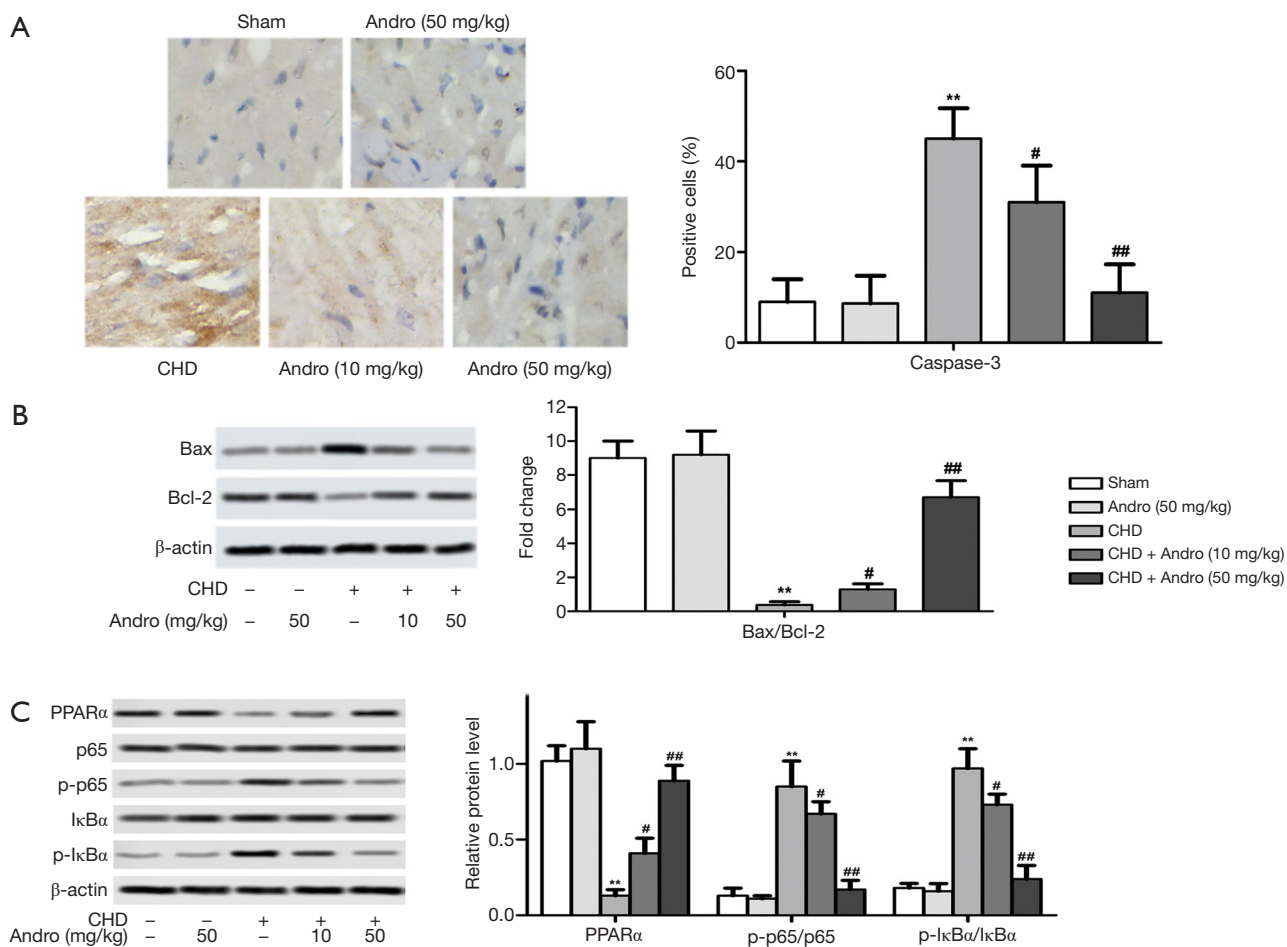 A
Sham Andro (50 mg/kg)
CHD Andro (10 mg/kg) Andro (50 mg/kg)
Positive cells (%)
60
40
20
0
**
#
##
Caspase-3
B
Bax
Bcl-2
β-actin
CHD – – + + +
Andro (mg/kg) – 50 – 10 50
Fold change
12
10
8
6
4
2
0
**
#
##
Bax/Bcl-2
Sham
Andro (50 mg/kg)
CHD
CHD + Andro (10 mg/kg)
CHD + Andro (50 mg/kg)
C
PPARα
p65
p-p65
IκBα
p-IκBα
β-actin
CHD – – + + +
Andro (mg/kg) – 50 – 10 50
Relative protein level
1.0
0.5
0.0
** # ##
** # ##
** # ##
PPARα p-p65/p65 p-IκBα/IκBα